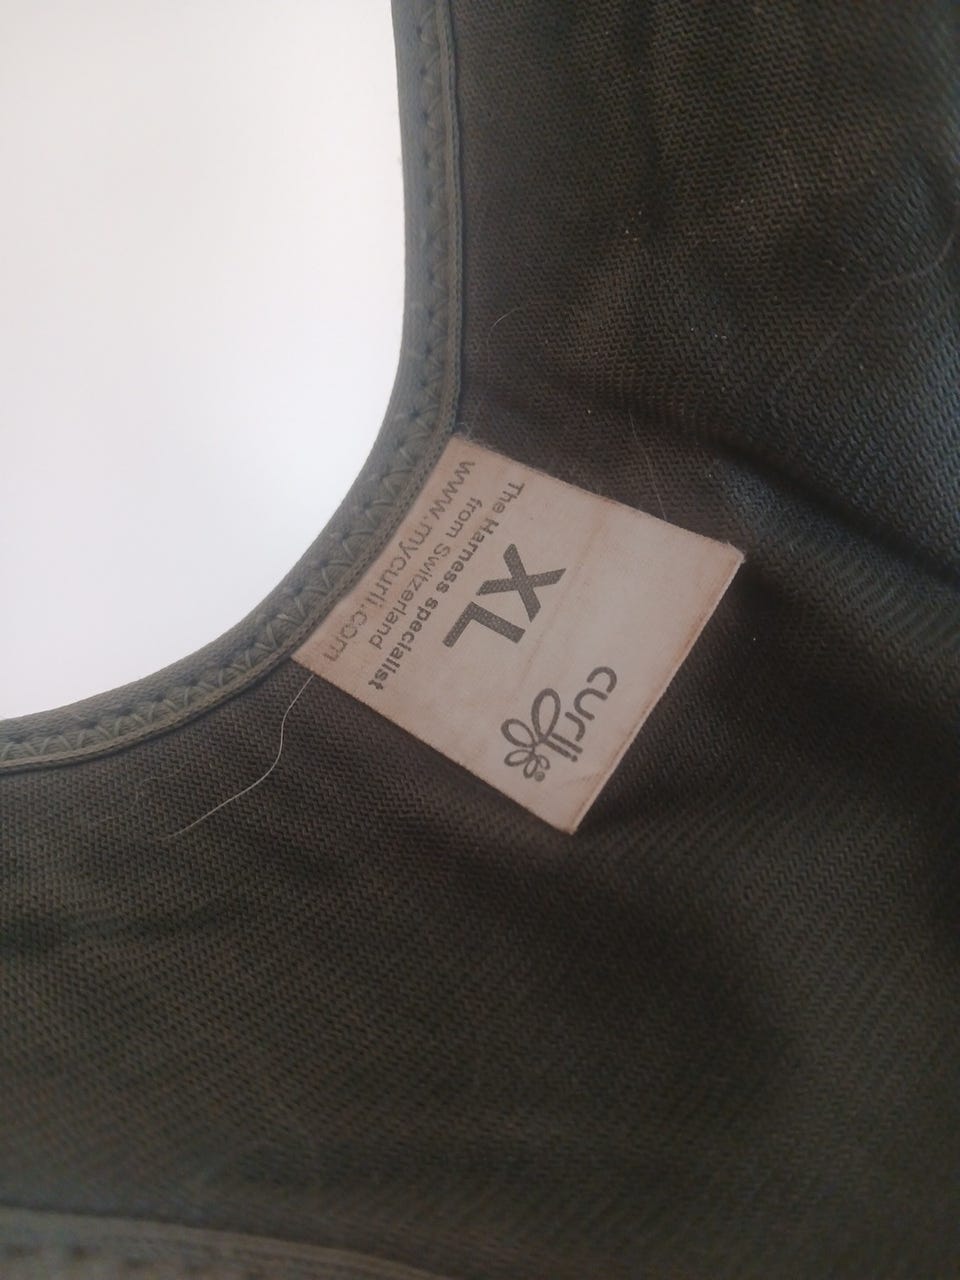 curli
XL
The Harness specialist
from Switzerland
www.mycurli.com